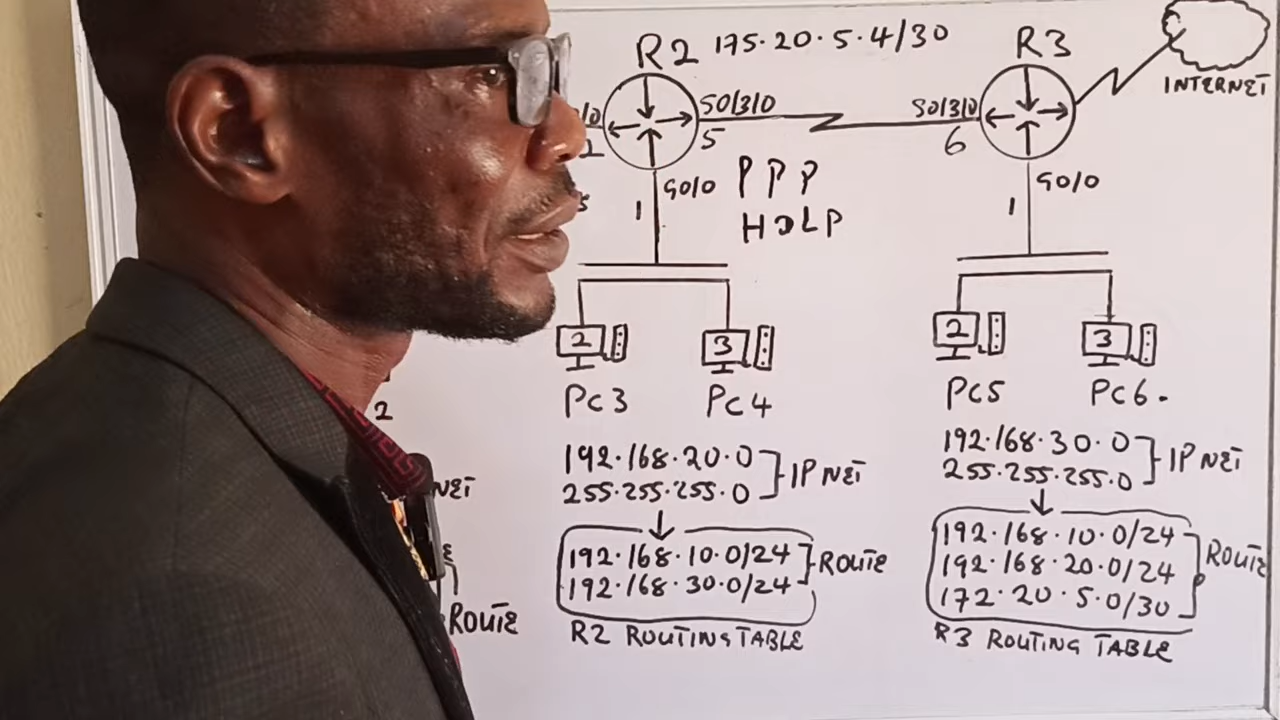 R2 175.20.5.4/30
R3
INTERNET
S0/3/0
5
S0/3/0
6
G0/0
1
PPP
HDLP
G0/0
1
2
3
PC3
PC4
2
3
PC5
PC6.
2
192.168.20.0
255.255.255.0
IP NET
192.168.30.0
255.255.255.0
IP NET
192.168.10.0/24
192.168.30.0/24
ROUTE
R2 ROUTING TABLE
192.168.10.0/24
192.168.20.0/24
172.20.5.0/30
ROUTE
R3 ROUTING TABLE
ROUTE